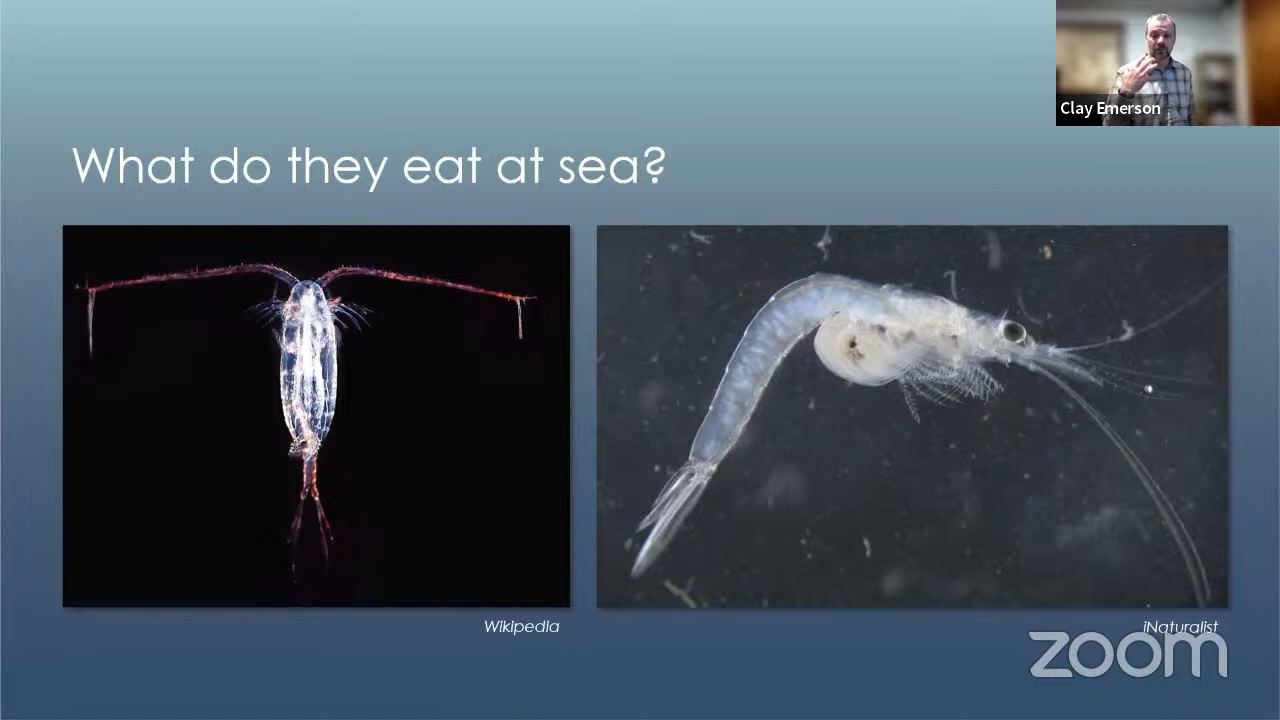 Clay Emerson
What do they eat at sea?
Wikipedia
iNaturalist
zoom